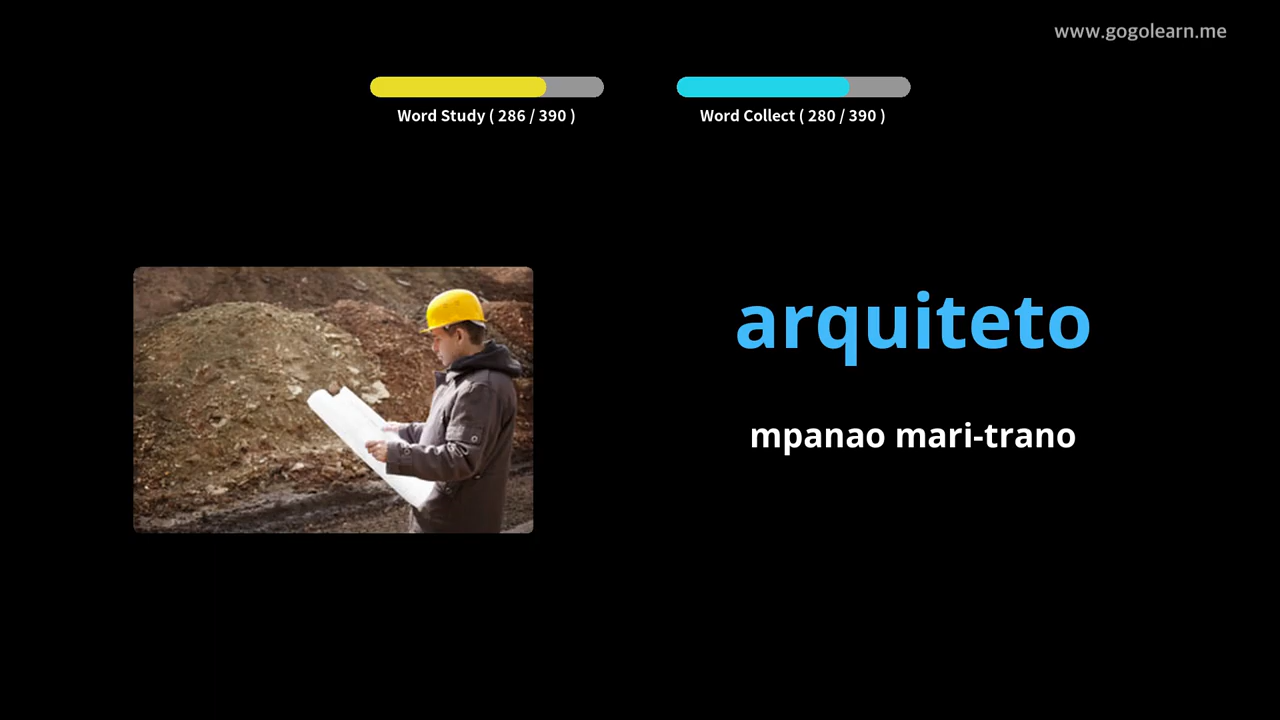 www.gogolearn.me
Word Study ( 286 / 390 )
Word Collect ( 280 / 390 )
arquiteto
mpanao mari-trano